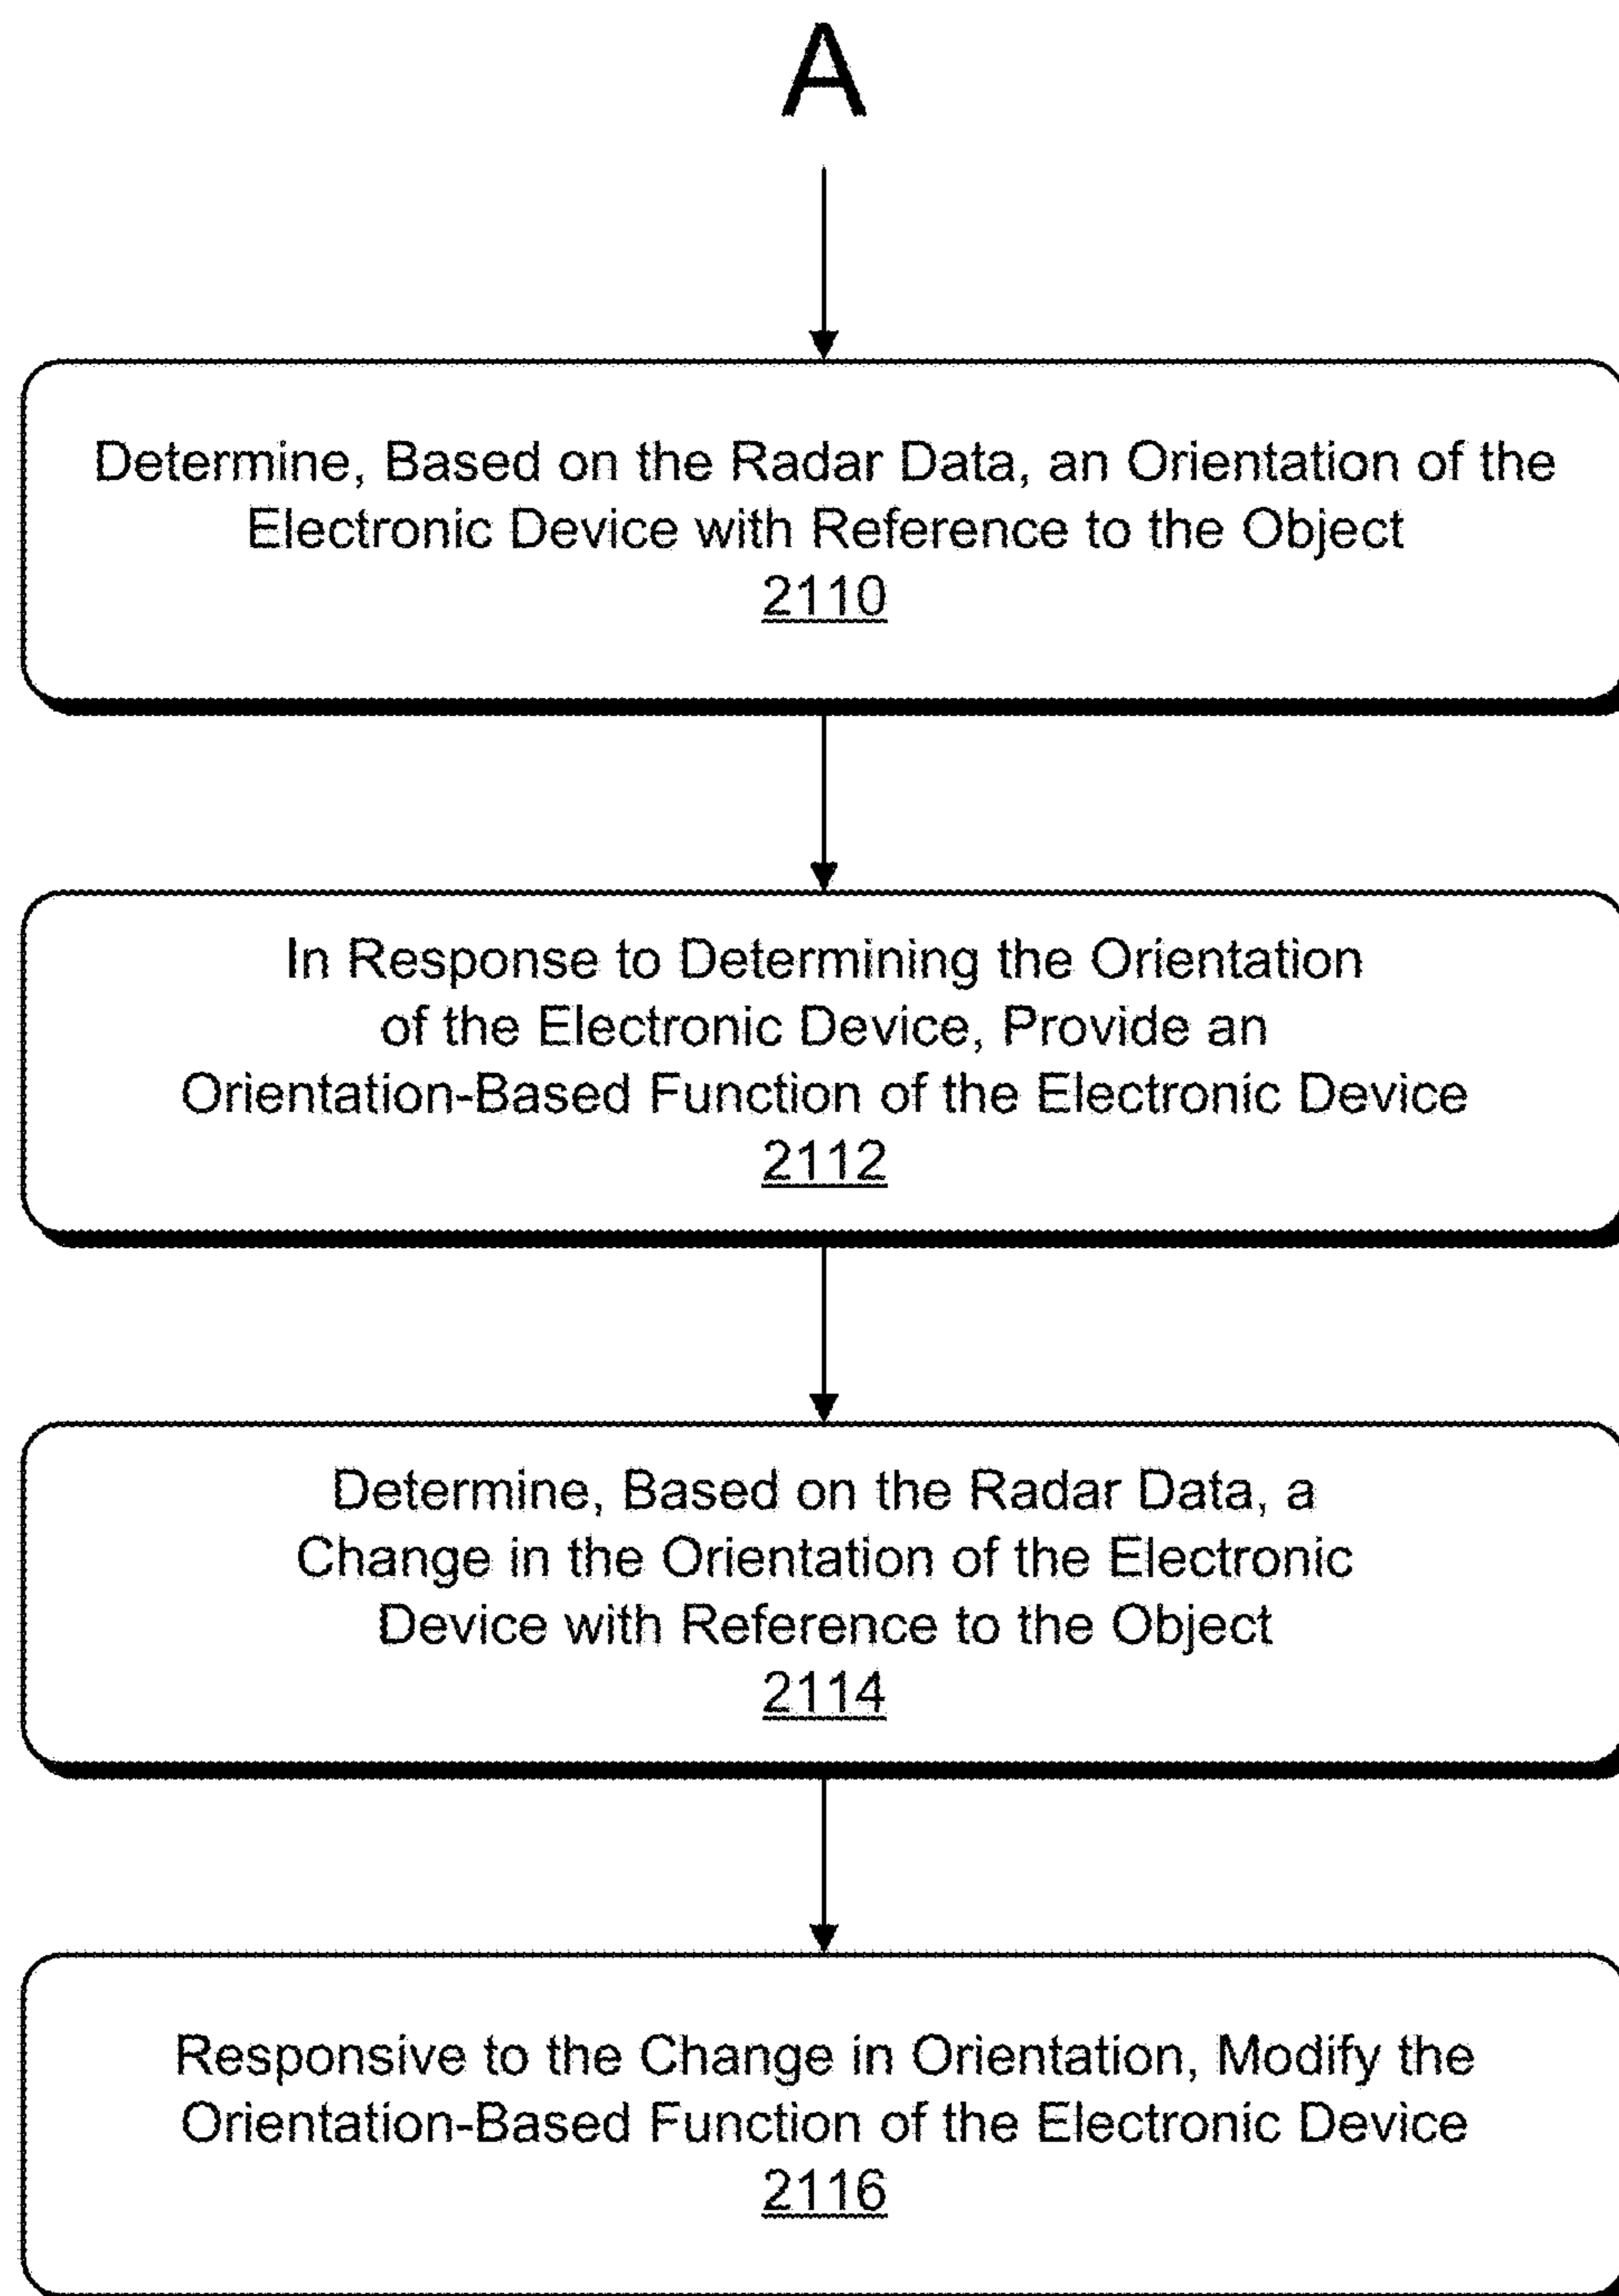 A
Determine, Based on the Radar Data, an Orientation of the
Electronic Device with Reference to the Object
2110
In Response to Determining the Orientation
of the Electronic Device, Provide an
Orientation-Based Function of the Electronic Device
2112
Determine, Based on the Radar Data, a
Change in the Orientation of the Electronic
Device with Reference to the Object
2114
Responsive to the Change in Orientation, Modify the
Orientation-Based Function of the Electronic Device
2116